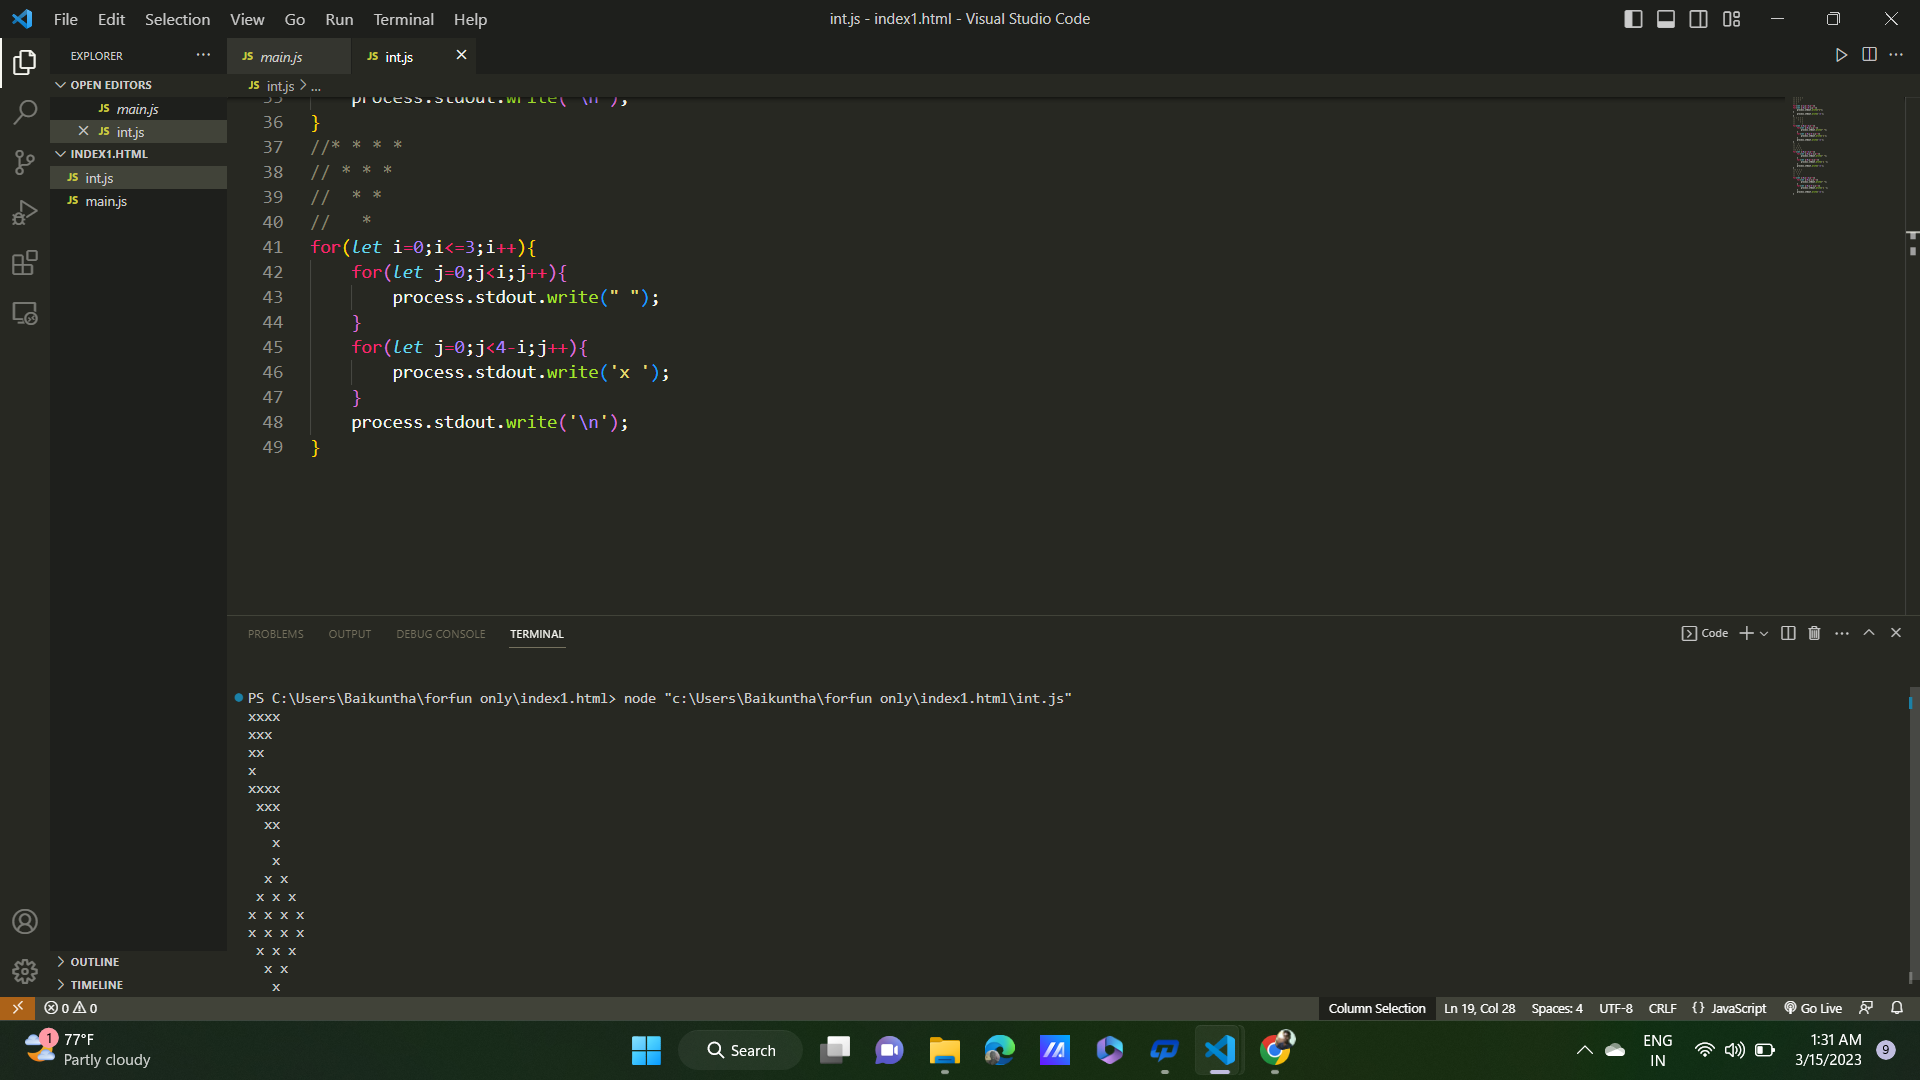 File Edit Selection View Go Run Terminal Help
int.js - index1.html - Visual Studio Code
EXPLORER
OPEN EDITORS
JS main.js
JS int.js
INDEX1.HTML
JS int.js
JS main.js
OUTLINE
TIMELINE
JS main.js
JS int.js
JS int.js > ...
35 process.stdout.write('\n');
36 }
37 //* * * *
38 // * * *
39 //  * *
40 //   *
41 for(let i=0;i<=3;i++){
42     for(let j=0;j<i;j++){
43         process.stdout.write(" ");
44     }
45     for(let j=0;j<4-i;j++){
46         process.stdout.write('x ');
47     }
48     process.stdout.write('\n');
49 }
PROBLEMS OUTPUT DEBUG CONSOLE TERMINAL
Code
PS C:\Users\Baikuntha\forfun only\index1.html> node "c:\Users\Baikuntha\forfun only\index1.html\int.js"
xxxx
xxx
xx
x
xxxx
 xxx
  xx
   x
   x
  x x
 x x x
x x x x
x x x x
 x x x
  x x
   x
0 0
Column Selection Ln 19, Col 28 Spaces: 4 UTF-8 CRLF {} JavaScript Go Live
1
77°F
Partly cloudy
Search
ENG
IN
1:31 AM
3/15/2023
9